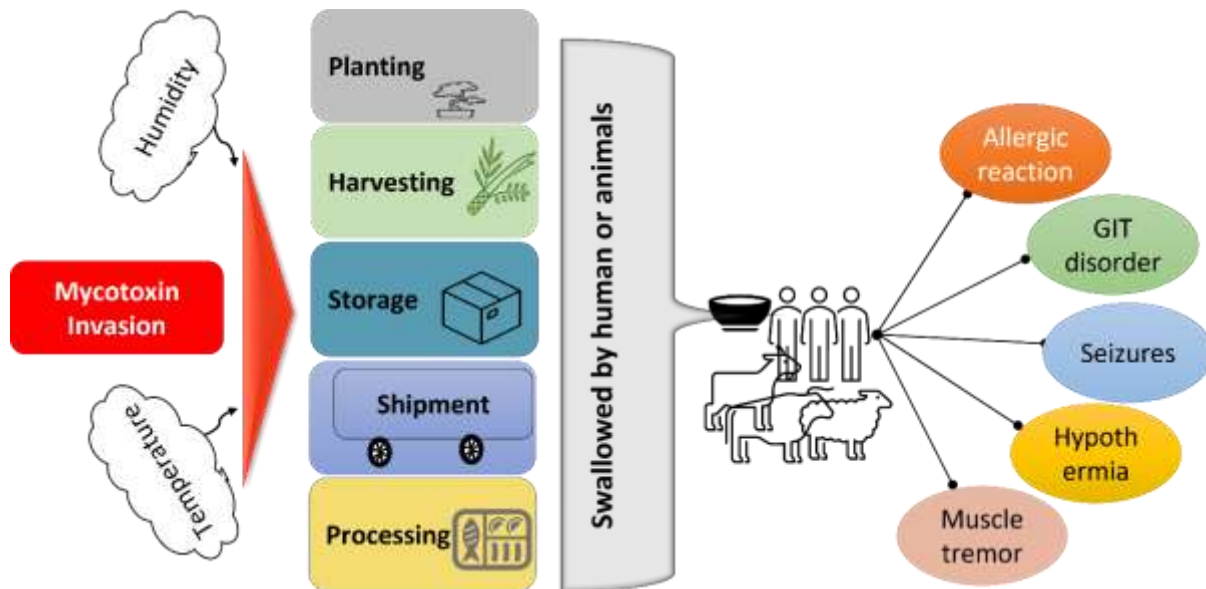 Humidity
Mycotoxin
Invasion
Temperature
Planting
Harvesting
Storage
Shipment
Processing
Swallowed by human or animals
Allergic
reaction
GIT
disorder
Seizures
Hypoth
ermia
Muscle
tremor